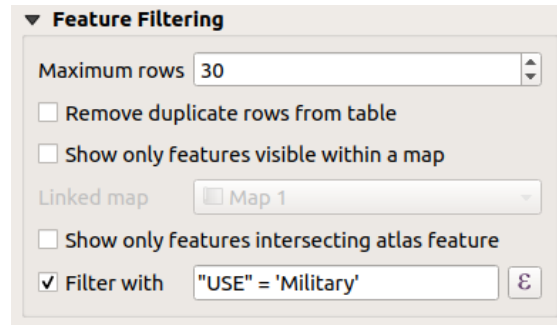 Feature Filtering
Maximum rows 30
Remove duplicate rows from table
Show only features visible within a map
Linked map Map 1
Show only features intersecting atlas feature
Filter with "USE" = 'Military' ε